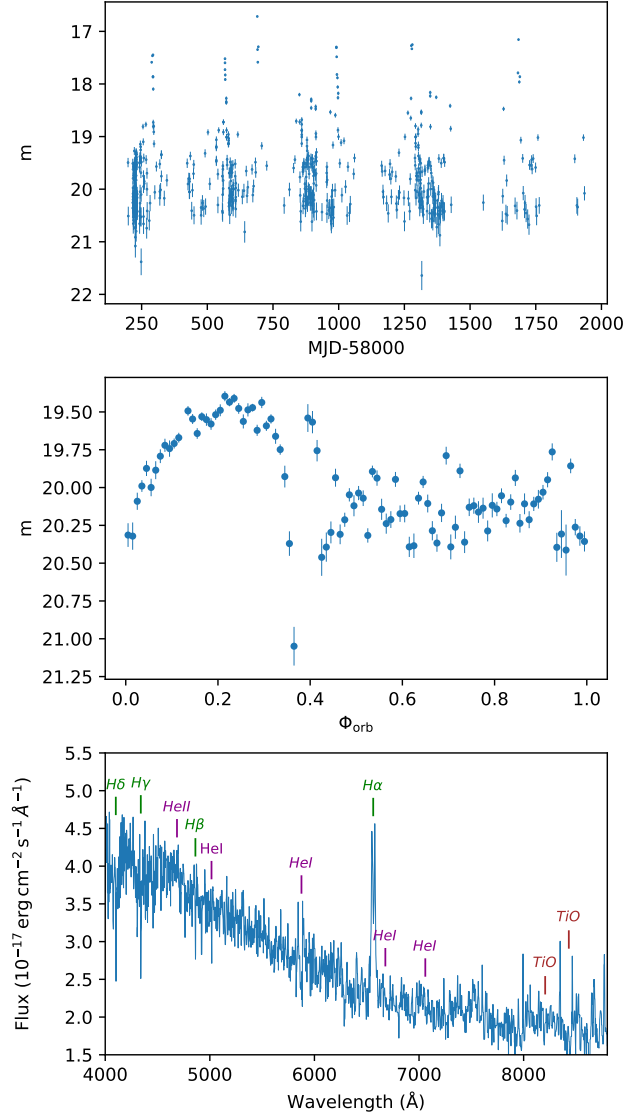 17
18
19
20
21
22
m
250 500 750 1000 1250 1500 1750 2000
MJD-58000
19.50
19.75
20.00
20.25
20.50
20.75
21.00
21.25
m
0.0 0.2 0.4 0.6 0.8 1.0
Φorb
5.5
5.0
4.5
4.0
3.5
3.0
2.5
2.0
1.5
Flux (10⁻¹⁷ erg cm⁻² s⁻¹ Å⁻¹)
Hδ Hγ
HeII
Hβ
HeI
HeI
Hα
HeI
HeI
TiO
TiO
4000 5000 6000 7000 8000
Wavelength (Å)